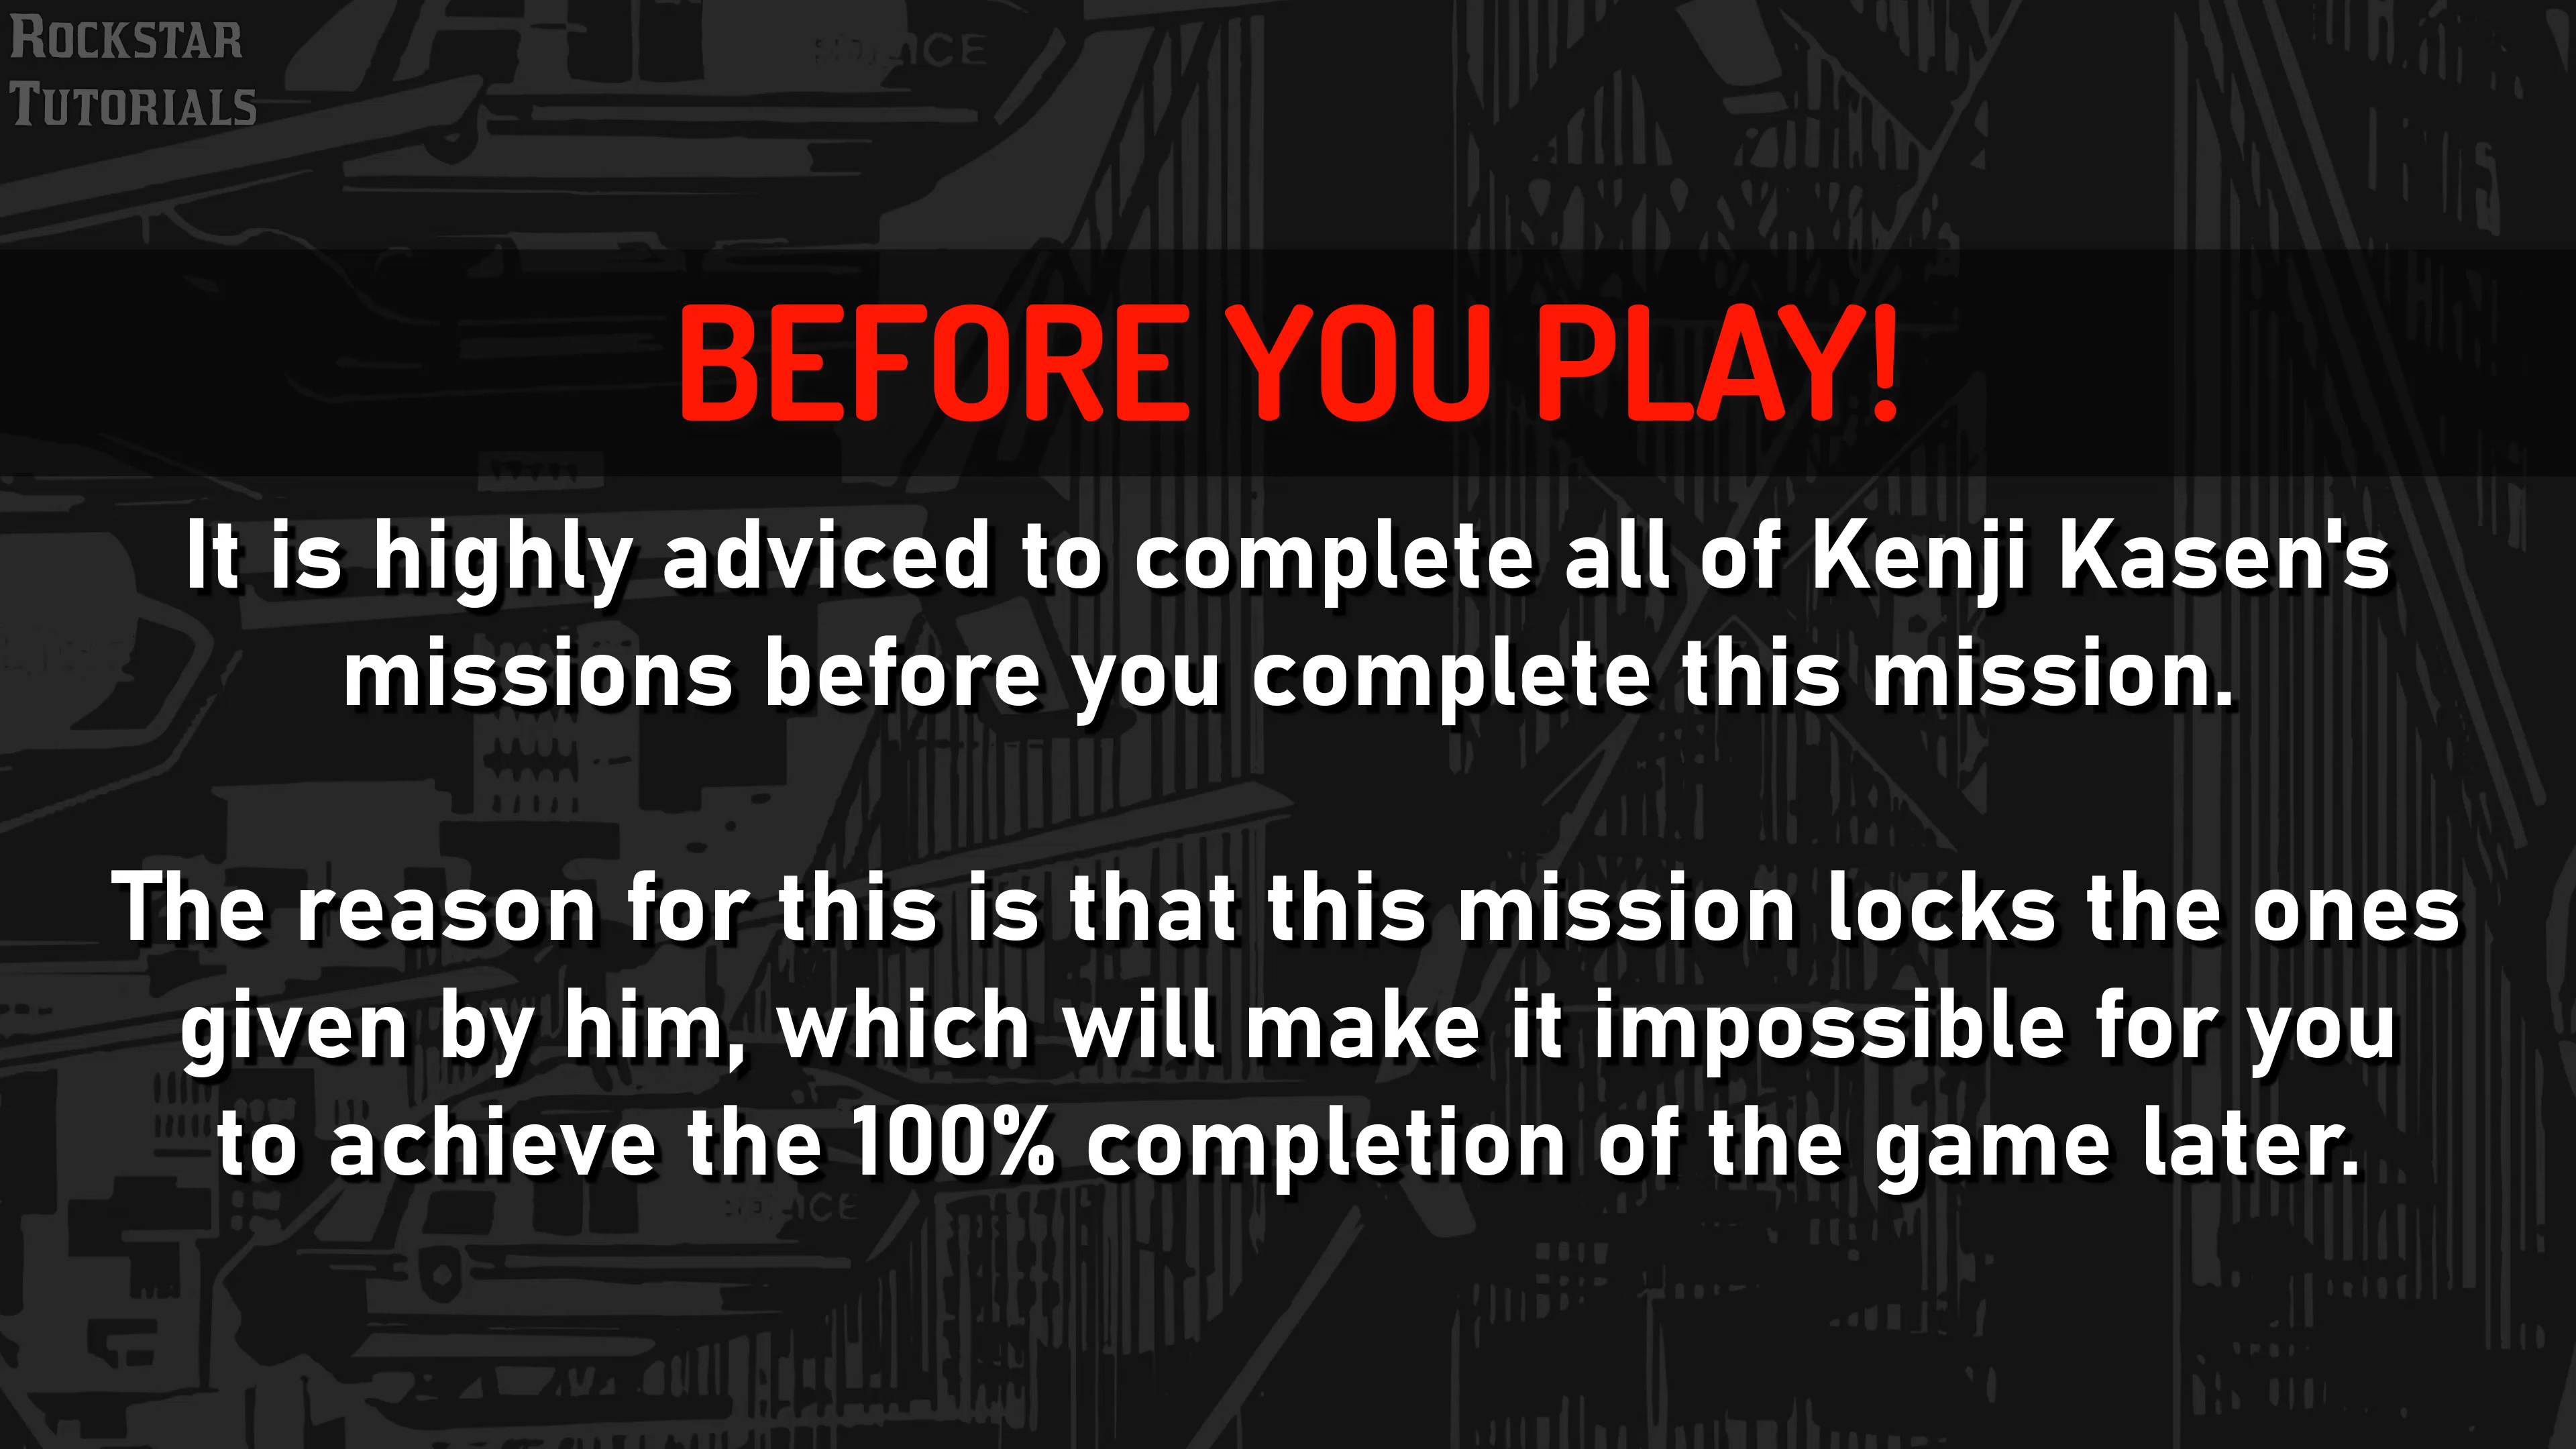 ROCKSTAR
TUTORIALS
POLICE
BEFORE YOU PLAY!
It is highly adviced to complete all of Kenji Kasen's
missions before you complete this mission.
The reason for this is that this mission locks the ones
given by him, which will make it impossible for you
to achieve the 100% completion of the game later.